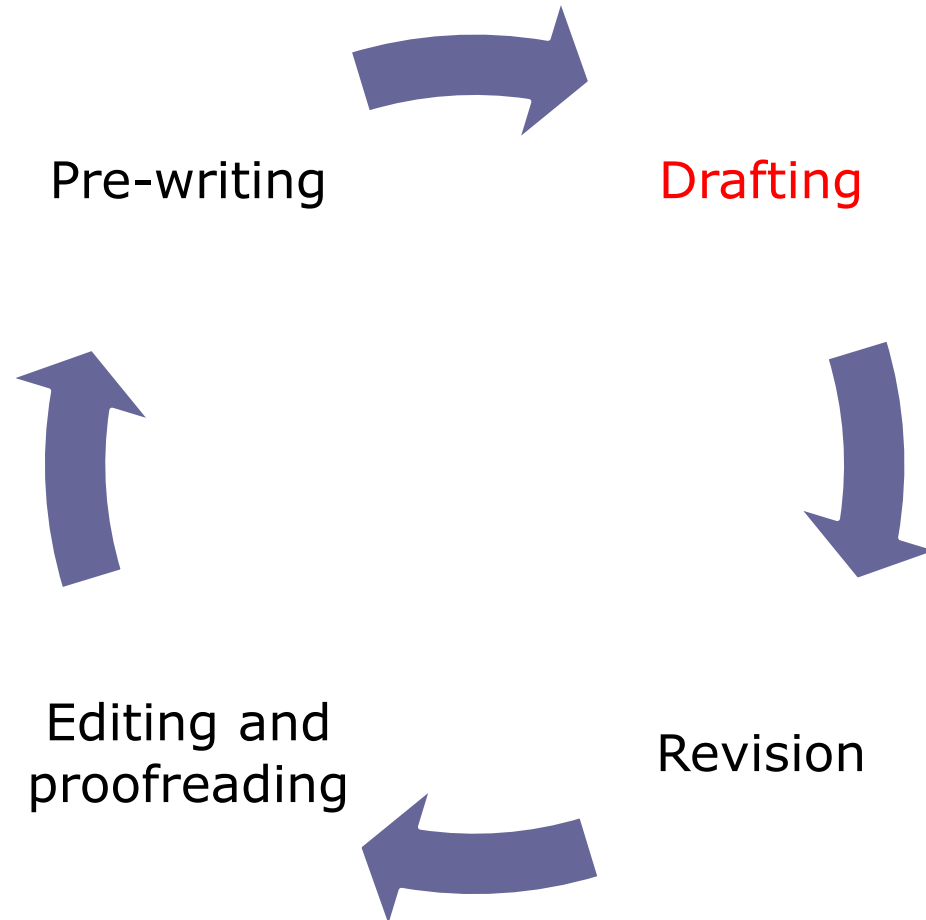 Pre-writing
Drafting
Editing and
proofreading
Revision